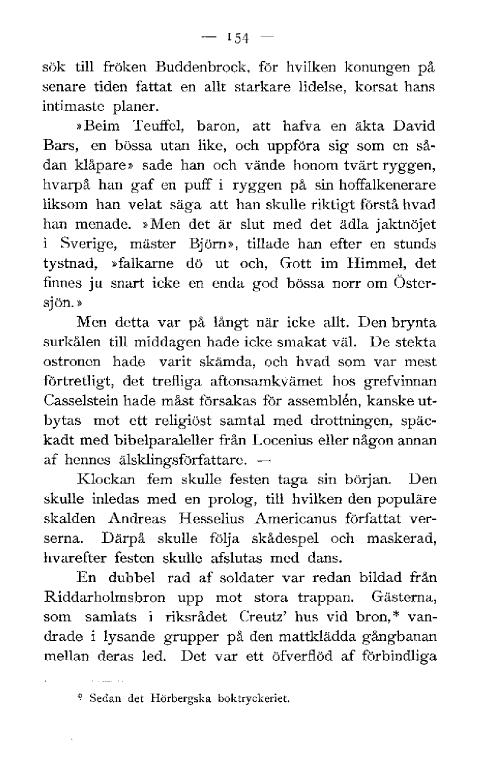 — 154 —
sök till fröken Buddenbrock, för hvilken konungen på
senare tiden fattat en allt starkare lidelse, korsat hans
intimaste planer.
»Beim Teuffel, baron, att hafva en äkta David
Bars, en bössa utan like, och uppföra sig som en så-
dan klåpare» sade han och vände honom tvärt ryggen,
hvarpå han gaf en puff i ryggen på sin hoffalkenerare
liksom han velat säga att han skulle riktigt förstå hvad
han menade. »Men det är slut med det ädla jaktnöjet
i Sverige, mäster Björn», tillade han efter en stunds
tystnad, »falkarne dö ut och, Gott im Himmel, det
finnes ju snart icke en enda god bössa norr om Öster-
sjön.»
Men detta var på långt när icke allt. Den brynta
surkålen till middagen hade icke smakat väl. De stekta
ostronen hade varit skämda, och hvad som var mest
förtretligt, det trefliga aftonsamkvämet hos grefvinnan
Casselstein hade måst försakas för assemblén, kanske ut-
bytas mot ett religiöst samtal med drottningen, späc-
kadt med bibelparaleller från Locenius eller någon annan
af hennes älsklingsförfattare. —
Klockan fem skulle festen taga sin början. Den
skulle inledas med en prolog, till hvilken den populäre
skalden Andreas Hesselius Americanus författat ver-
serna. Därpå skulle följa skådespel och maskerad,
hvarefter festen skulle afslutas med dans.
En dubbel rad af soldater var redan bildad från
Riddarholmsbron upp mot stora trappan. Gästerna,
som samlats i riksrådet Creutz' hus vid bron,* van-
drade i lysande grupper på den mattklädda gångbanan
mellan deras led. Det var ett öfverflöd af förbindliga
* Sedan det Hörbergska boktryckeriet.